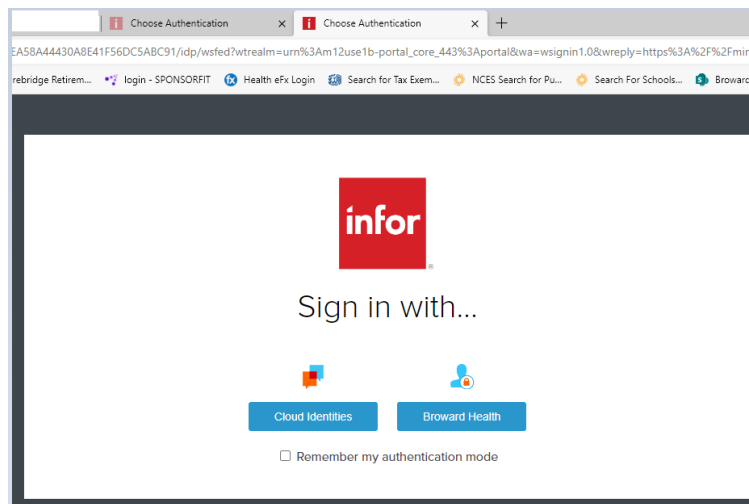 Choose Authentication
Choose Authentication
EA58A44430A8E41F56DC5ABC91/idp/wsfed?wtrealm=urn%3Am12use1b-portal_core_443%3Aportal&wa=wsignin1.0&wreply=https%3A%2F%2Fmin
rebridge Retirem... login - SPONSORFIT fx Health eFx Login Search for Tax Exem... NCES Search for Pu... Search For Schools... Broward
infor
Sign in with...
Cloud Identities Broward Health
Remember my authentication mode